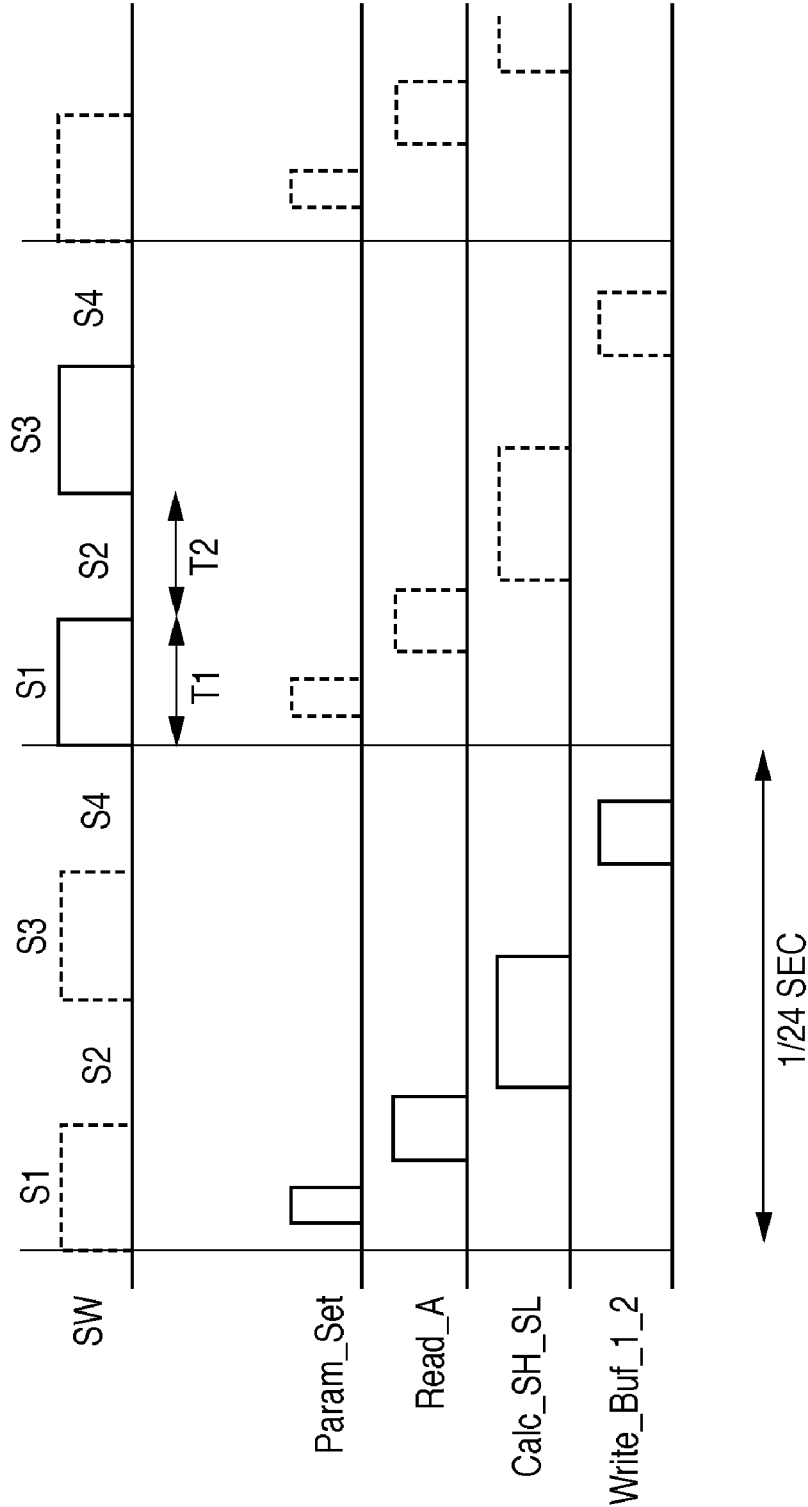 S1 S2 S3 S4 S1 S2 S3 S4
SW
T1 T2
Param_Set
Read_A
Calc_SH_SL
Write_Buf_1_2
1/24 SEC